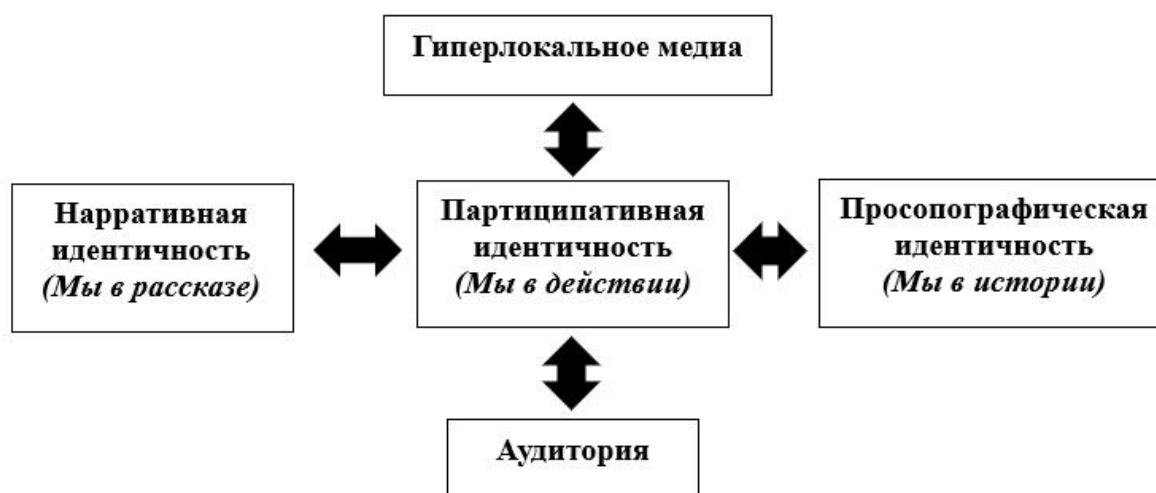 Гиперлокальное медиа
Нарративная
идентичность
(Мы в рассказе)
Партиципативная
идентичность
(Мы в действии)
Просопографическая
идентичность
(Мы в истории)
Аудитория